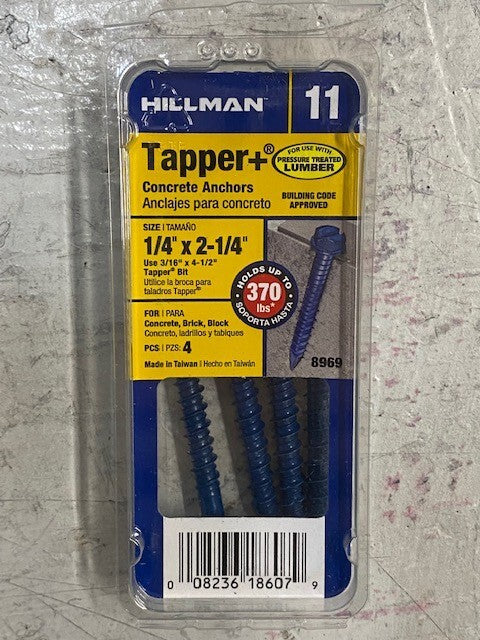 HILLMAN™ 11
Tapper+®
FOR USE WITH
PRESSURE TREATED
LUMBER
Concrete Anchors
Anclajes para concreto
BUILDING CODE
APPROVED
SIZE | TAMAÑO
1/4" x 2-1/4"
Use 3/16" x 4-1/2"
Tapper® Bit
Utilice la broca para
taladros Tapper®
HOLDS UP TO
370
lbs*
SOPORTA HASTA
FOR | PARA
Concrete, Brick, Block
Concreto, ladrillos y tabiques
PCS | PZS: 4
8969
Made in Taiwan | Hecho en Taiwán
0 08236 18607 9